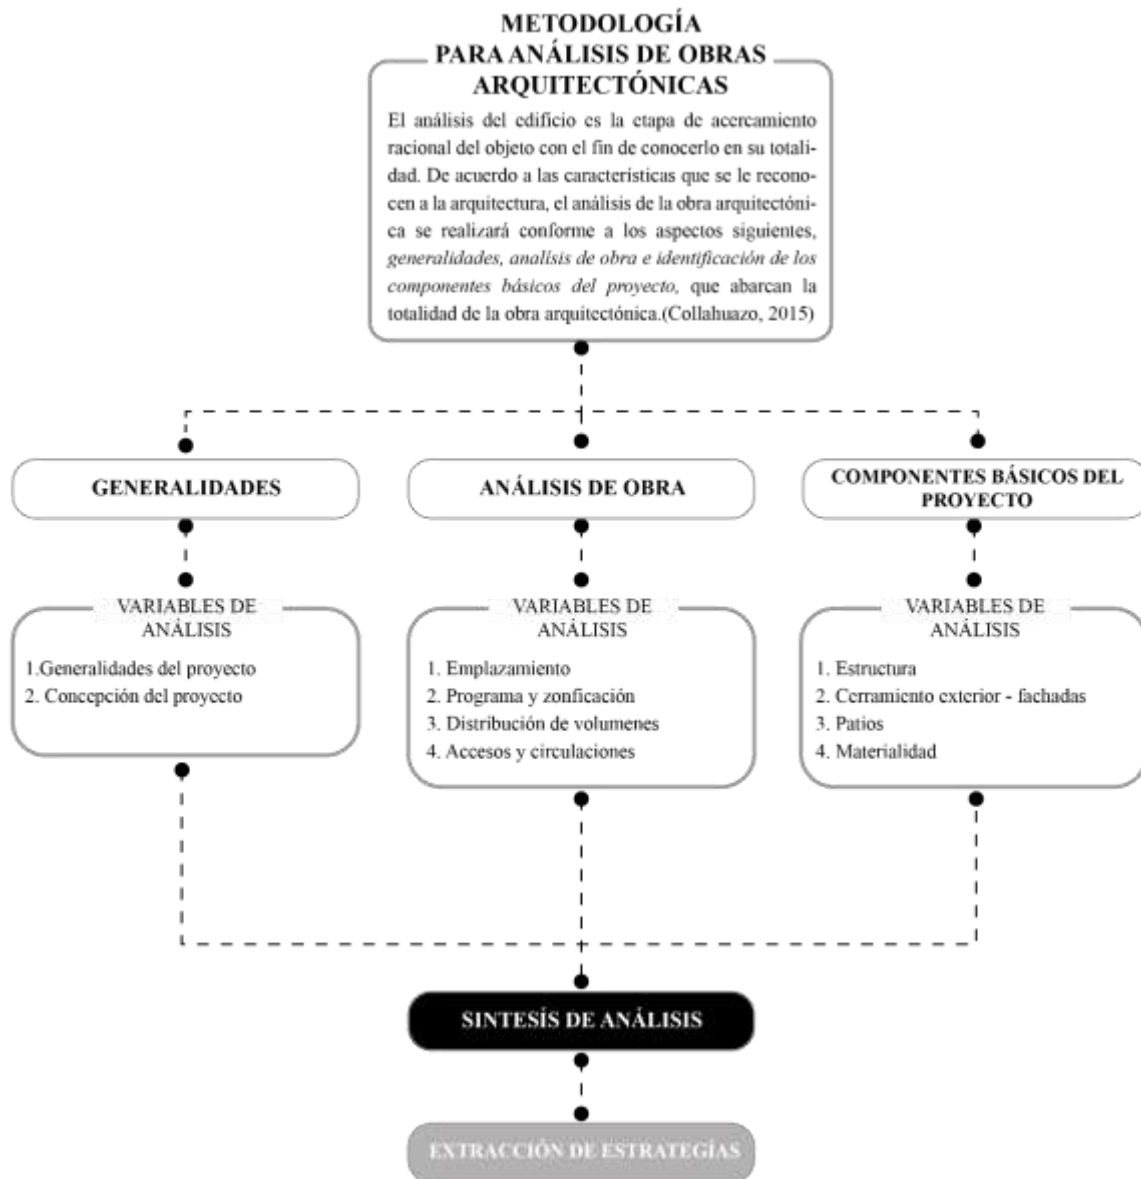 METODOLOGÍA
PARA ANÁLISIS DE OBRAS
ARQUITECTÓNICAS
El análisis del edificio es la etapa de acercamiento
racional del objeto con el fin de conocerlo en su totali-
dad. De acuerdo a las características que se le recono-
cen a la arquitectura, el análisis de la obra arquitectóni-
ca se realizará conforme a los aspectos siguientes,
generalidades, analísis de obra e identificación de los
componentes básicos del proyecto, que abarcan la
totalidad de la obra arquitectónica.(Collahuazo, 2015)
GENERALIDADES
VARIABLES DE
ANÁLISIS
1.Generalidades del proyecto
2. Concepción del proyecto
ANÁLISIS DE OBRA
VARIABLES DE
ANÁLISIS
1. Emplazamiento
2. Programa y zonficación
3. Distribución de volumenes
4. Accesos y circulaciones
COMPONENTES BÁSICOS DEL
PROYECTO
VARIABLES DE
ANÁLISIS
1. Estructura
2. Cerramiento exterior - fachadas
3. Patios
4. Materialidad
SINTESÍS DE ANÁLISIS
EXTRACCIÓN DE ESTRATEGÍAS